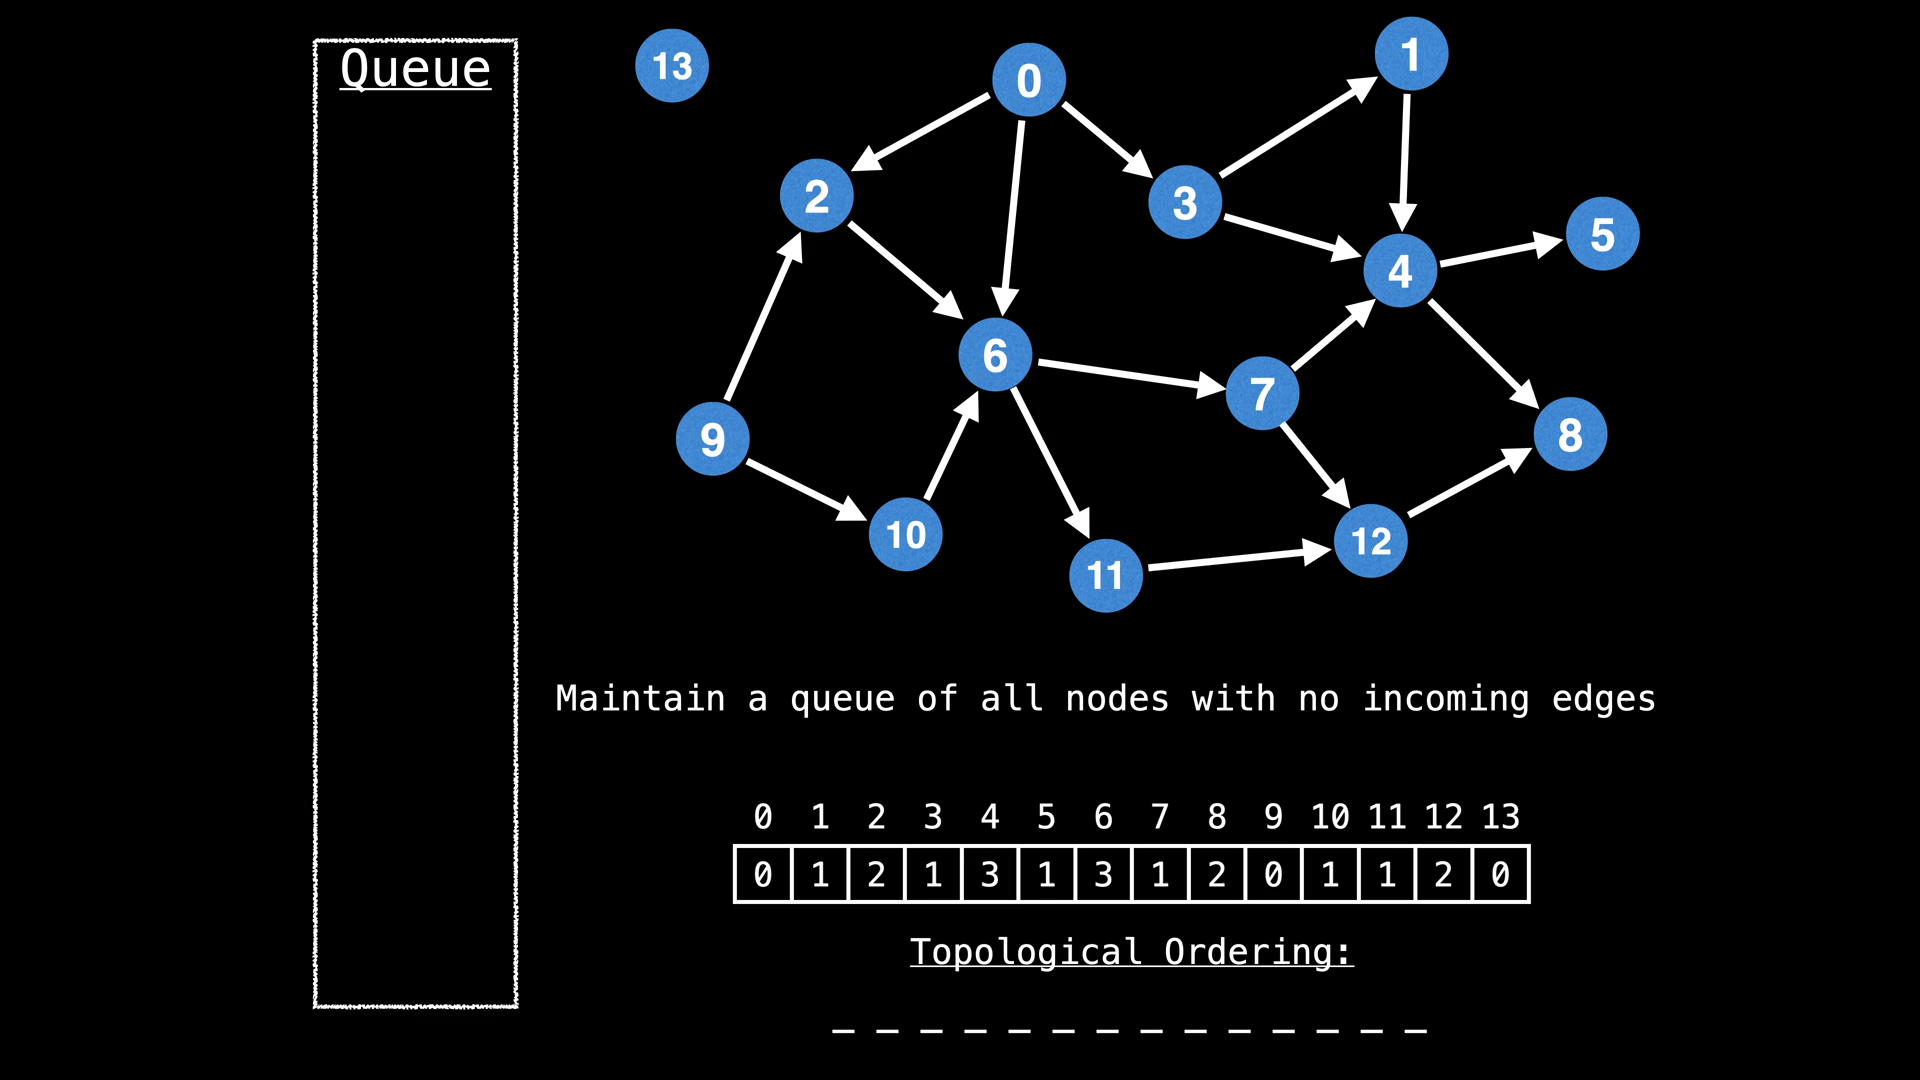 Queue
13
0
1
2
3
5
4
6
7
9
8
10
12
11
Maintain a queue of all nodes with no incoming edges
0 1 2 3 4 5 6 7 8 9 10 11 12 13
0 1 2 1 3 1 3 1 2 0 1 1 2 0
Topological Ordering:
_ _ _ _ _ _ _ _ _ _ _ _ _ _